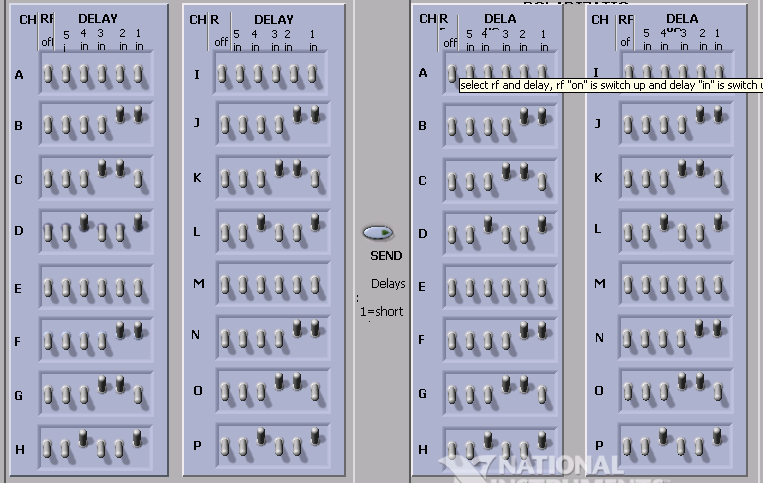 POLARIZATIC
CH RF DELAY
off 5 4 3 2 1
in in in in
A
B
C
D
E
F
G
H
CH R DELAY
off 5 4 3 2 1
in in in in in
I
J
K
L
M
N
O
P
SEND
Delays
1=short
CH R DELA
off 5 4 3 2 1
in in in in in
A
select rf and delay, rf "on" is switch up and delay "in" is switch u
B
C
D
E
F
G
H
CH RF DELA
of 5 4 3 2 1
in in in in in
I
J
K
L
M
N
O
P
NATIONAL
INSTRUMENTS